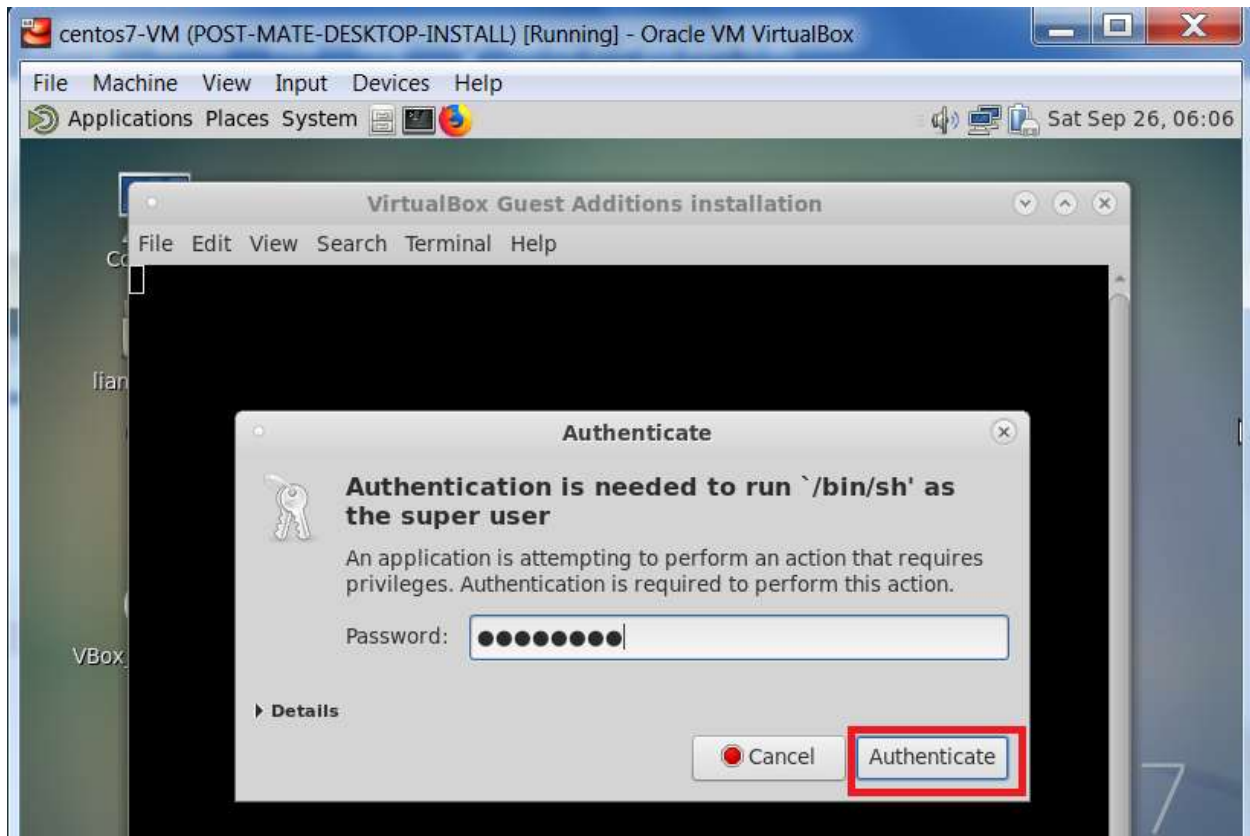 centos7-VM (POST-MATE-DESKTOP-INSTALL) [Running] - Oracle VM VirtualBox
File Machine View Input Devices Help
Applications Places System Sat Sep 26, 06:06
VirtualBox Guest Additions installation
File Edit View Search Terminal Help
Authenticate
Authentication is needed to run `/bin/sh' as
the super user
An application is attempting to perform an action that requires
privileges. Authentication is required to perform this action.
Password: ●●●●●●●●
VBox_
Details
Cancel Authenticate
7